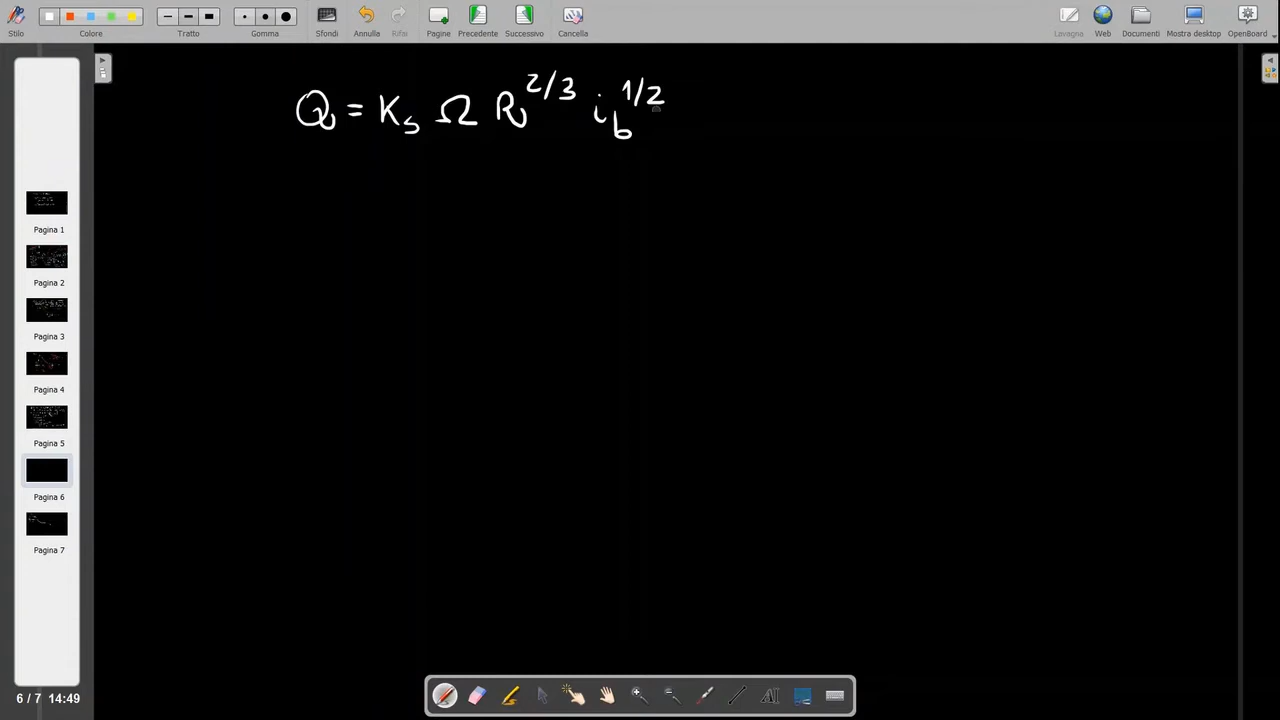 Stilo Colore Tratto Gomma Sfondi Annulla Rifai Pagine Precedente Successivo Cancella Lavagna Web Documenti Mostra desktop OpenBoard
Q = Ks Ω R^2/3 i_b^1/2
Pagina 1
Pagina 2
Pagina 3
Pagina 4
Pagina 5
Pagina 6
Pagina 7
6 / 7 14:49
AI